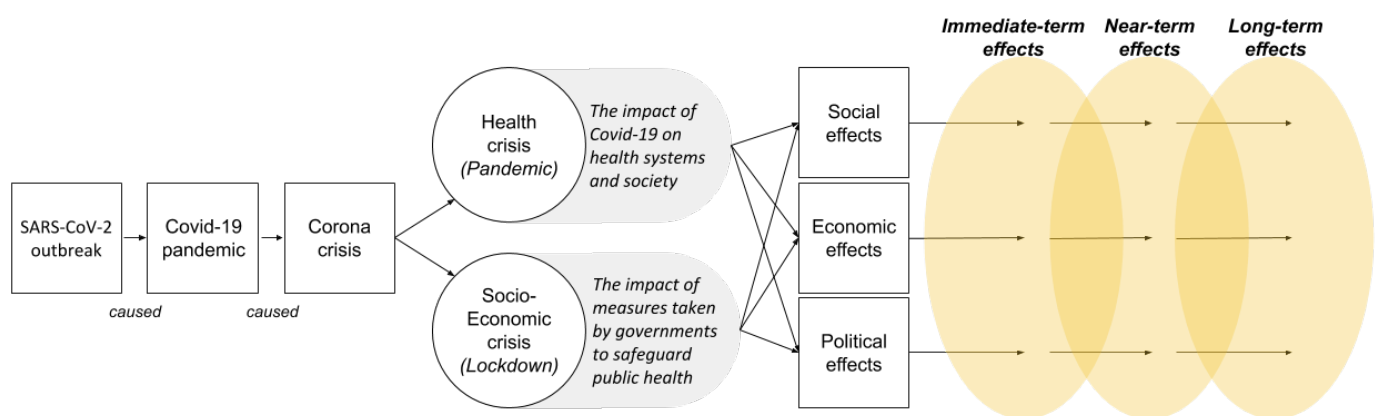 SARS-CoV-2
outbreak
caused
Covid-19
pandemic
caused
Corona
crisis
Health
crisis
(Pandemic)
The impact of
Covid-19 on
health systems
and society
Socio-
Economic
crisis
(Lockdown)
The impact of
measures taken
by governments
to safeguard
public health
Social
effects
Economic
effects
Political
effects
Immediate-term
effects
Near-term
effects
Long-term
effects